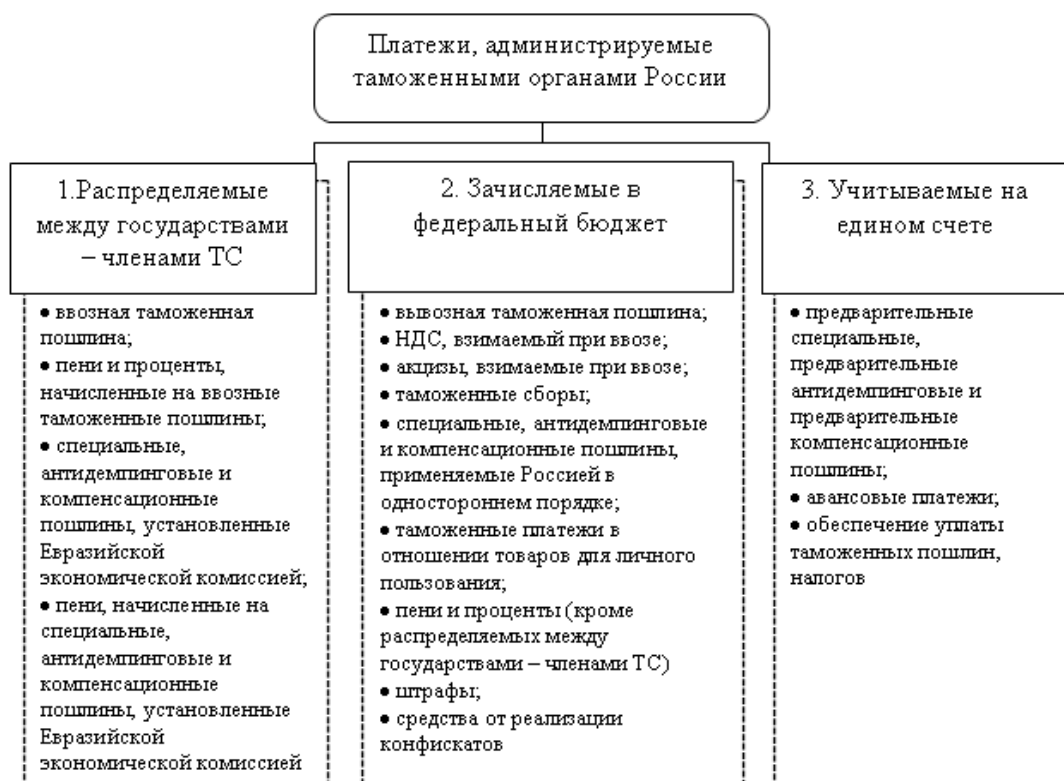 Платежи, администрируемые
таможенными органами России
1.Распределяемые
между государствами
– членами ТС
● ввозная таможенная
пошлина;
● пени и проценты,
начисленные на ввозные
таможенные пошлины;
● специальные,
антидемпинговые и
компенсационные
пошлины, установленные
Евразийской
экономической комиссией;
● пени, начисленные на
специальные,
антидемпинговые и
компенсационные
пошлины, установленные
Евразийской
экономической комиссией
2. Зачисляемые в
федеральный бюджет
● вывозная таможенная пошлина;
● НДС, взимаемый при ввозе;
● акцизы, взимаемые при ввозе;
● таможенные сборы;
● специальные, антидемпинговые
и компенсационные пошлины,
применяемые Россией в
одностороннем порядке;
● таможенные платежи в
отношении товаров для личного
пользования;
● пени и проценты (кроме
распределяемых между
государствами – членами ТС)
● штрафы;
● средства от реализации
конфискатов
3. Учитываемые на
едином счете
● предварительные
специальные,
предварительные
антидемпинговые и
предварительные
компенсационные
пошлины;
● авансовые платежи;
● обеспечение уплаты
таможенных пошлин,
налогов